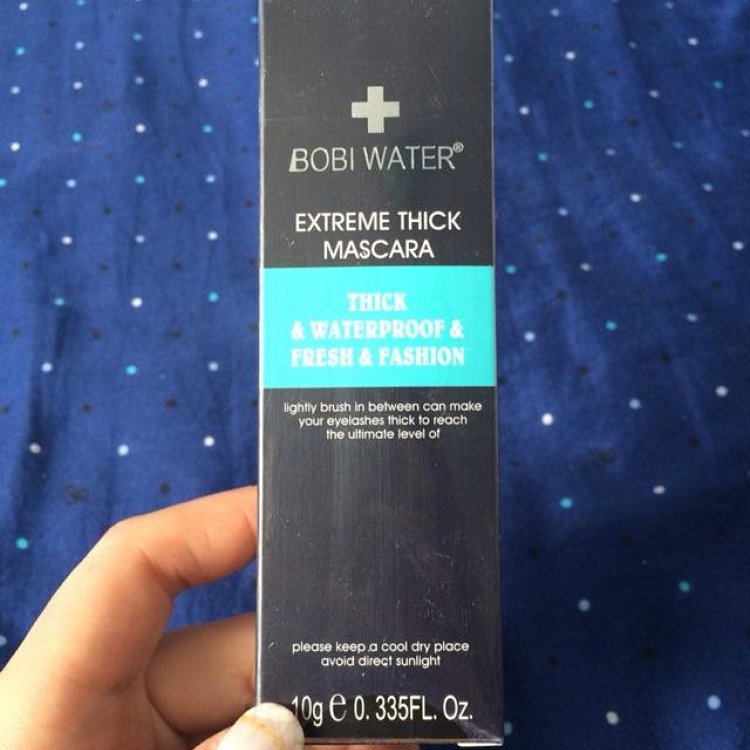 BOBI WATER®
EXTREME THICK
MASCARA
THICK
& WATERPROOF &
FRESH & FASHION
lightly brush in between can make
your eyelashes thick to reach
the ultimate level of
please keep a cool dry place
avoid direct sunlight
10g ℮ 0.335FL. Oz.